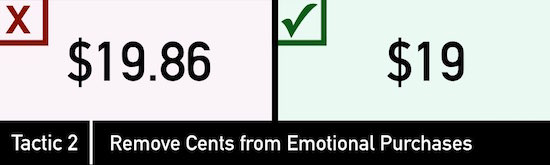 X
$19.86
$19
Tactic 2
Remove Cents from Emotional Purchases